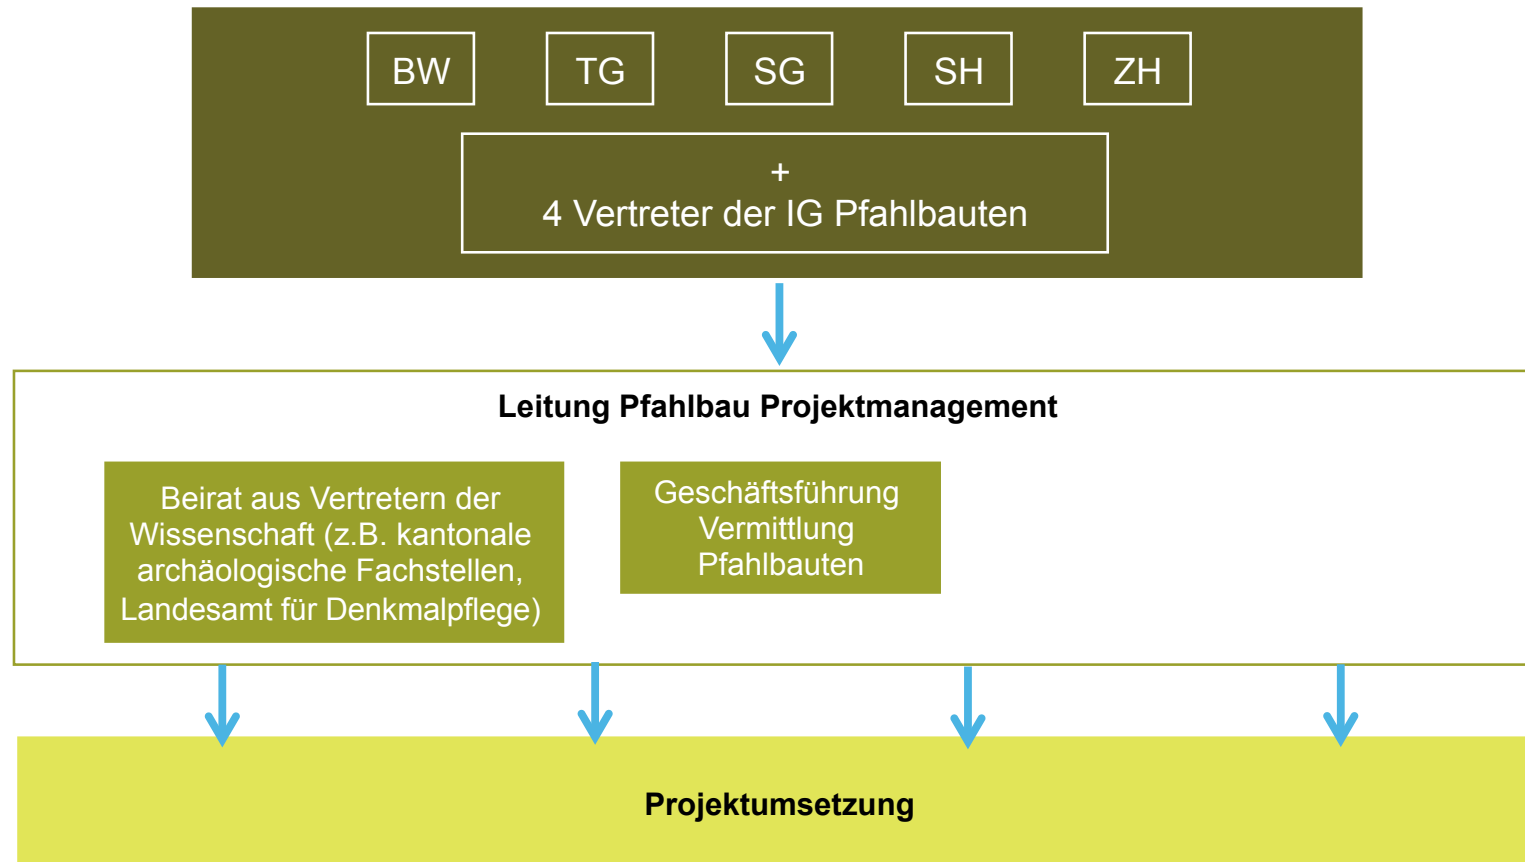 BW
TG
SG
SH
ZH
+
4 Vertreter der IG Pfahlbauten
Leitung Pfahlbau Projektmanagement
Beirat aus Vertretern der
Wissenschaft (z.B. kantonale
archäologische Fachstellen,
Landesamt für Denkmalpflege)
Geschäftsführung
Vermittlung
Pfahlbauten
Projektumsetzung